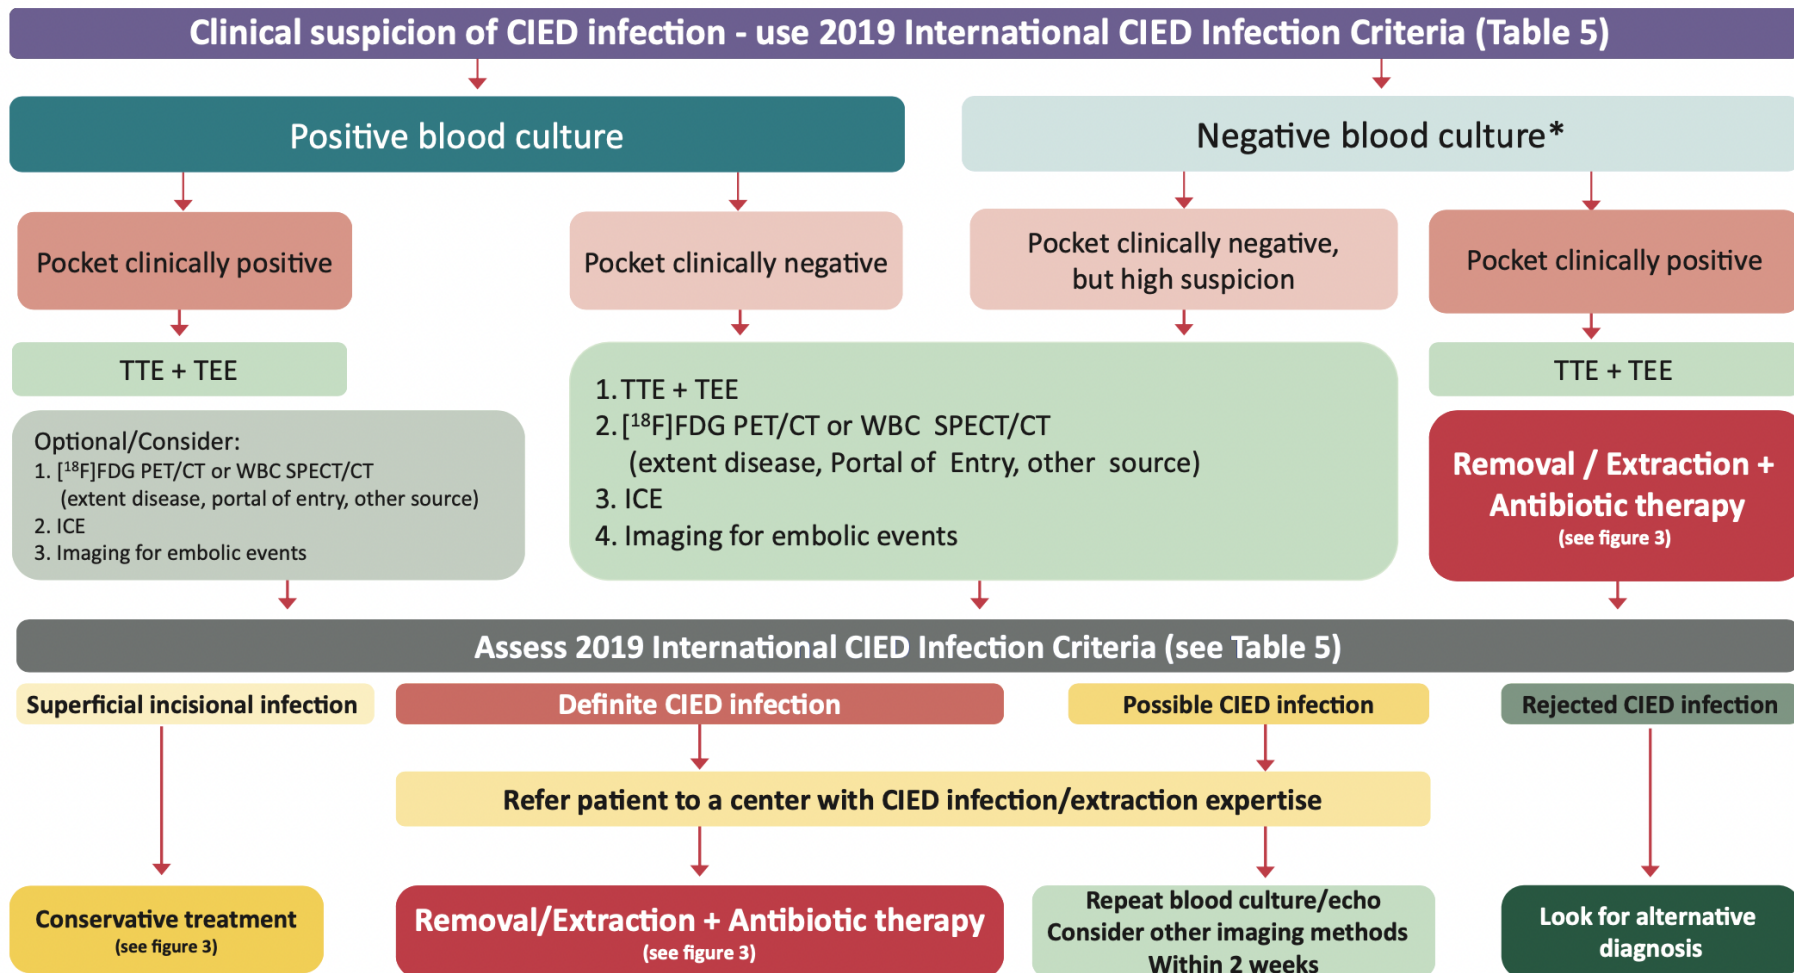 Clinical suspicion of CIED infection - use 2019 International CIED Infection Criteria (Table 5)
Positive blood culture
Negative blood culture*
Pocket clinically positive
Pocket clinically negative
Pocket clinically negative,
but high suspicion
Pocket clinically positive
TTE + TEE
Optional/Consider:
1. [¹⁸F]FDG PET/CT or WBC SPECT/CT
(extent disease, portal of entry, other source)
2. ICE
3. Imaging for embolic events
1. TTE + TEE
2. [¹⁸F]FDG PET/CT or WBC SPECT/CT
(extent disease, Portal of Entry, other source)
3. ICE
4. Imaging for embolic events
TTE + TEE
Removal / Extraction +
Antibiotic therapy
(see figure 3)
Assess 2019 International CIED Infection Criteria (see Table 5)
Superficial incisional infection
Definite CIED infection
Possible CIED infection
Rejected CIED infection
Refer patient to a center with CIED infection/extraction expertise
Conservative treatment
(see figure 3)
Removal/Extraction + Antibiotic therapy
(see figure 3)
Repeat blood culture/echo
Consider other imaging methods
Within 2 weeks
Look for alternative
diagnosis